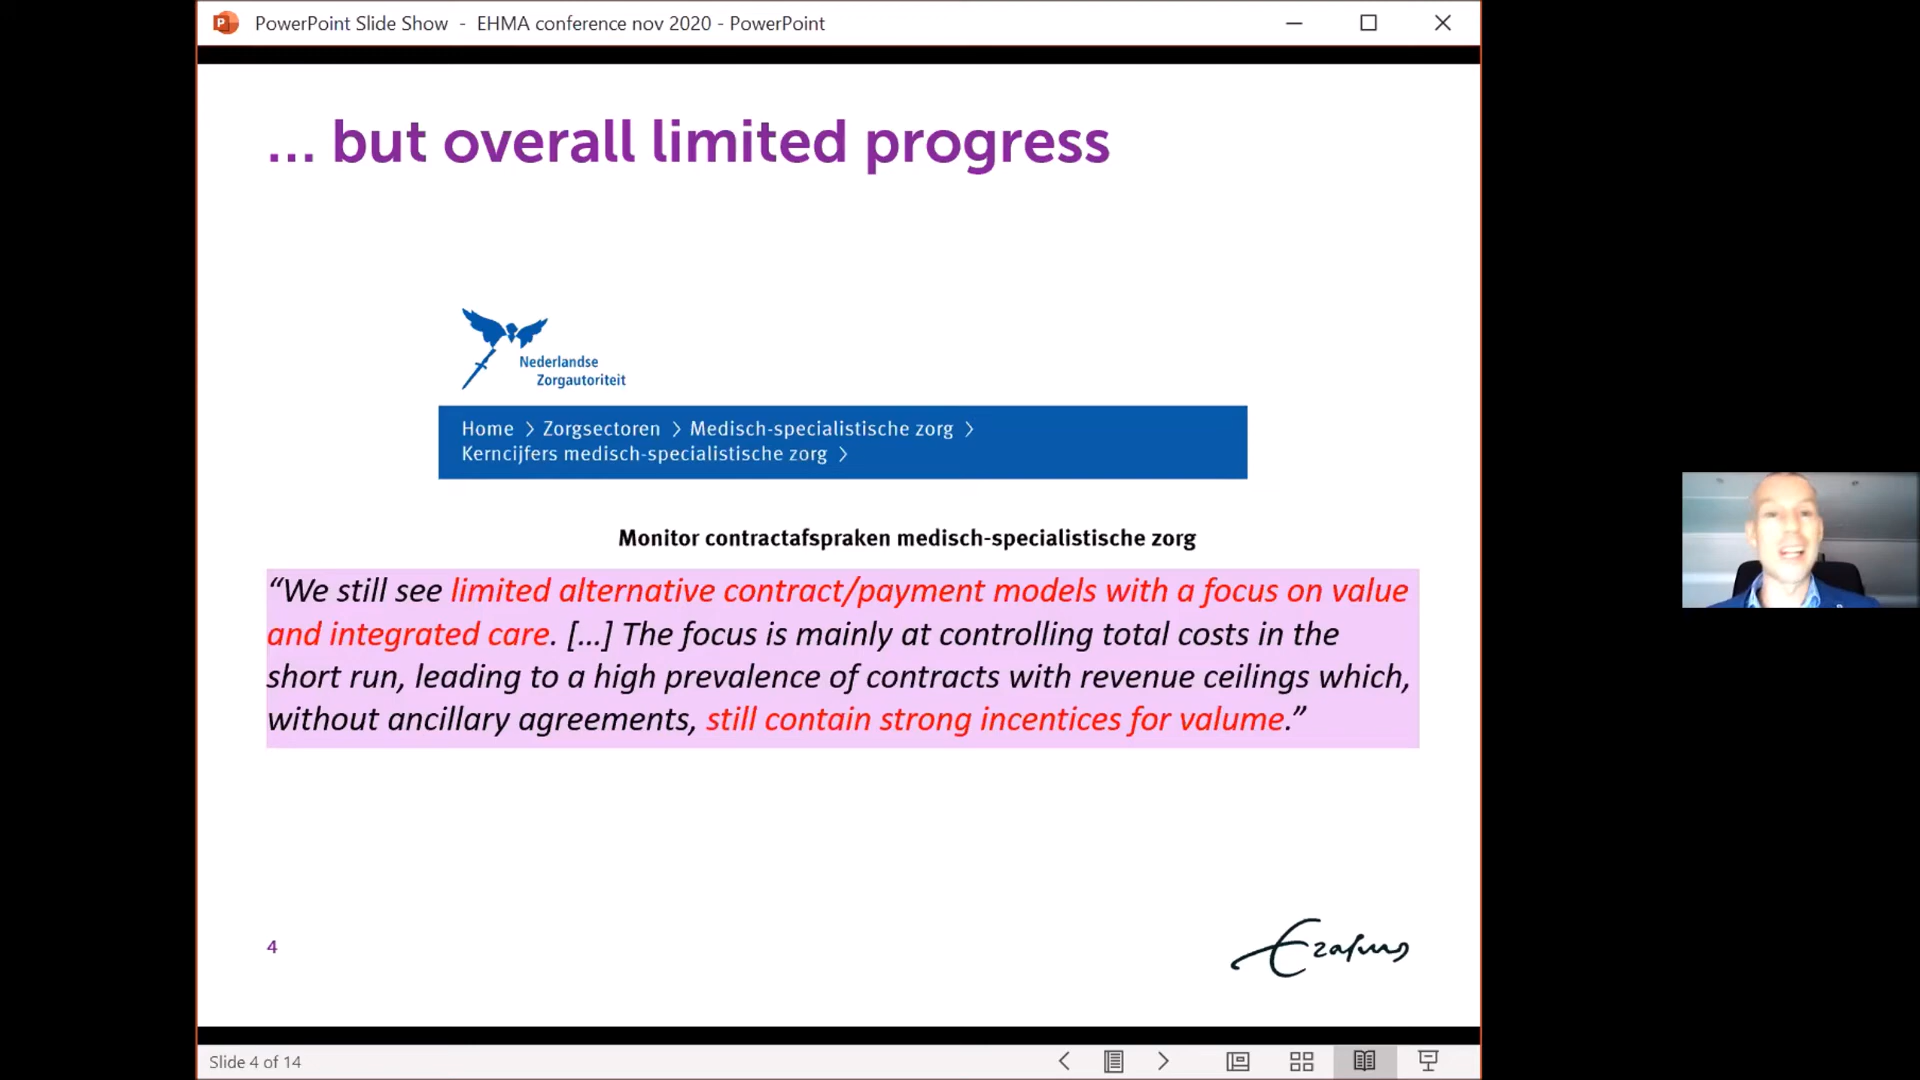 PowerPoint Slide Show - EHMA conference nov 2020 - PowerPoint
... but overall limited progress
Nederlandse
Zorgautoriteit
Home > Zorgsectoren > Medisch-specialistische zorg >
Kerncijfers medisch-specialistische zorg >
Monitor contractafspraken medisch-specialistische zorg
“We still see limited alternative contract/payment models with a focus on value
and integrated care. [...] The focus is mainly at controlling total costs in the
short run, leading to a high prevalence of contracts with revenue ceilings which,
without ancillary agreements, still contain strong incentices for valume.”
4
Erasmus
Slide 4 of 14